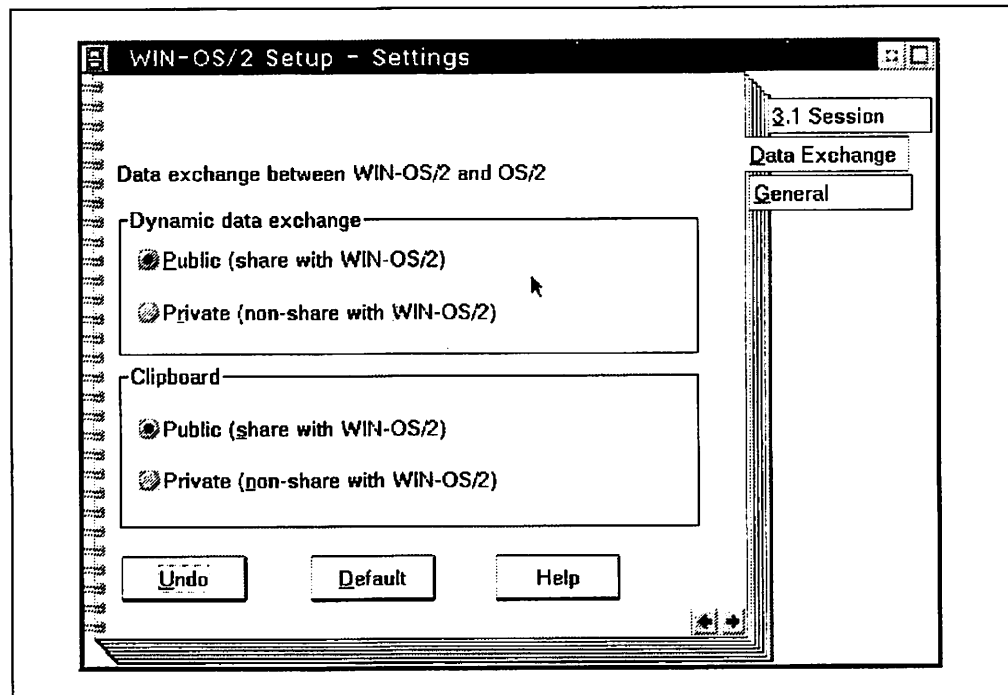 WIN-OS/2 Setup - Settings
3.1 Session
Data Exchange
General
Data exchange between WIN-OS/2 and OS/2
Dynamic data exchange
Public (share with WIN-OS/2)
Private (non-share with WIN-OS/2)
Clipboard
Public (share with WIN-OS/2)
Private (non-share with WIN-OS/2)
Undo
Default
Help